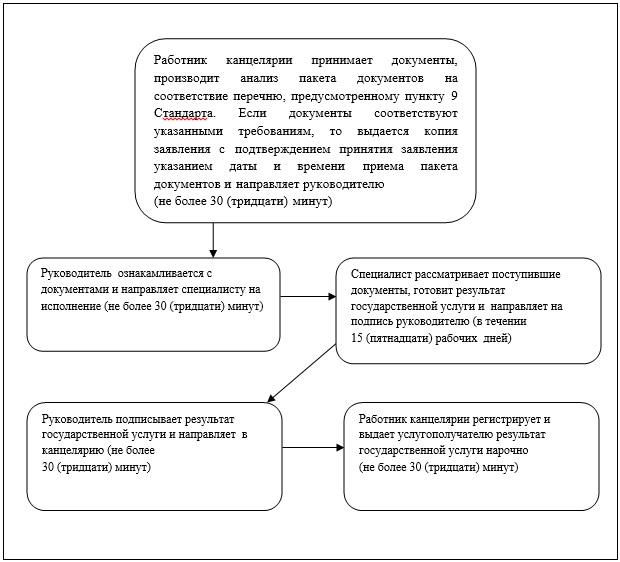 Работник канцелярии принимает документы,
производит анализ пакета документов на
соответствие перечню, предусмотренному пункту 9
Стандарта. Если документы соответствуют
указанными требованиям, то выдается копия
заявления с подтверждением принятия заявления
указанием даты и времени приема пакета
документов и направляет руководителю
(не более 30 (тридцати) минут)
Руководитель ознакамливается с
документами и направляет специалисту на
исполнение (не более 30 (тридцати) минут)
Специалист рассматривает поступившие
документы, готовит результат
государственной услуги и направляет на
подпись руководителю (в течении
15 (пятнадцати) рабочих дней)
Руководитель подписывает результат
государственной услуги и направляет в
канцелярию (не более
30 (тридцати) минут)
Работник канцелярии регистрирует и
выдает услугополучателю результат
государственной услуги нарочно
(не более 30 (тридцати) минут)